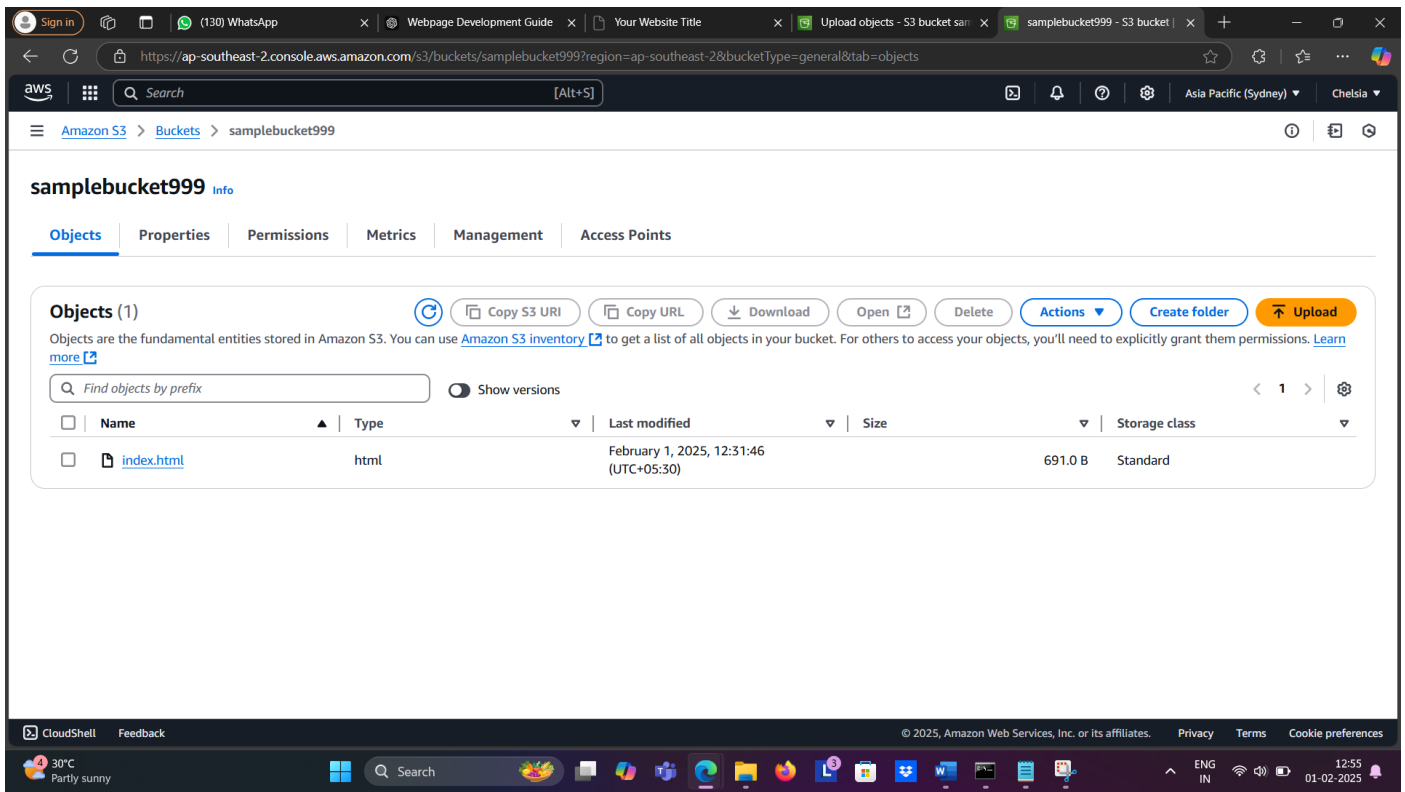 Sign in
(130) WhatsApp
Webpage Development Guide
Your Website Title
Upload objects - S3 bucket sam
samplebucket999 - S3 bucket |
https://ap-southeast-2.console.aws.amazon.com/s3/buckets/samplebucket999?region=ap-southeast-2&bucketType=general&tab=objects
aws
Search
[Alt+S]
Asia Pacific (Sydney)
Chelsia
Amazon S3 > Buckets > samplebucket999
samplebucket999 Info
Objects
Properties
Permissions
Metrics
Management
Access Points
Objects (1)
Copy S3 URI
Copy URL
Download
Open
Delete
Actions
Create folder
Upload
Objects are the fundamental entities stored in Amazon S3. You can use Amazon S3 inventory to get a list of all objects in your bucket. For others to access your objects, you'll need to explicitly grant them permissions. Learn
more
Find objects by prefix
Show versions
1
Name
Type
Last modified
Size
Storage class
index.html
html
February 1, 2025, 12:31:46
(UTC+05:30)
691.0 B
Standard
CloudShell
Feedback
© 2025, Amazon Web Services, Inc. or its affiliates.
Privacy
Terms
Cookie preferences
4
30°C
Partly sunny
Search
3
ENG
IN
12:55
01-02-2025